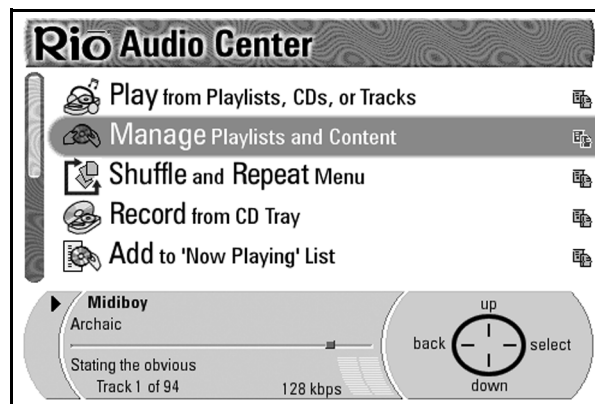 Rio Audio Center
Play from Playlists, CDs, or Tracks
Manage Playlists and Content
Shuffle and Repeat Menu
Record from CD Tray
Add to 'Now Playing' List
Midiboy
Archaic
Stating the obvious
Track 1 of 94 128 kbps
up
back select
down